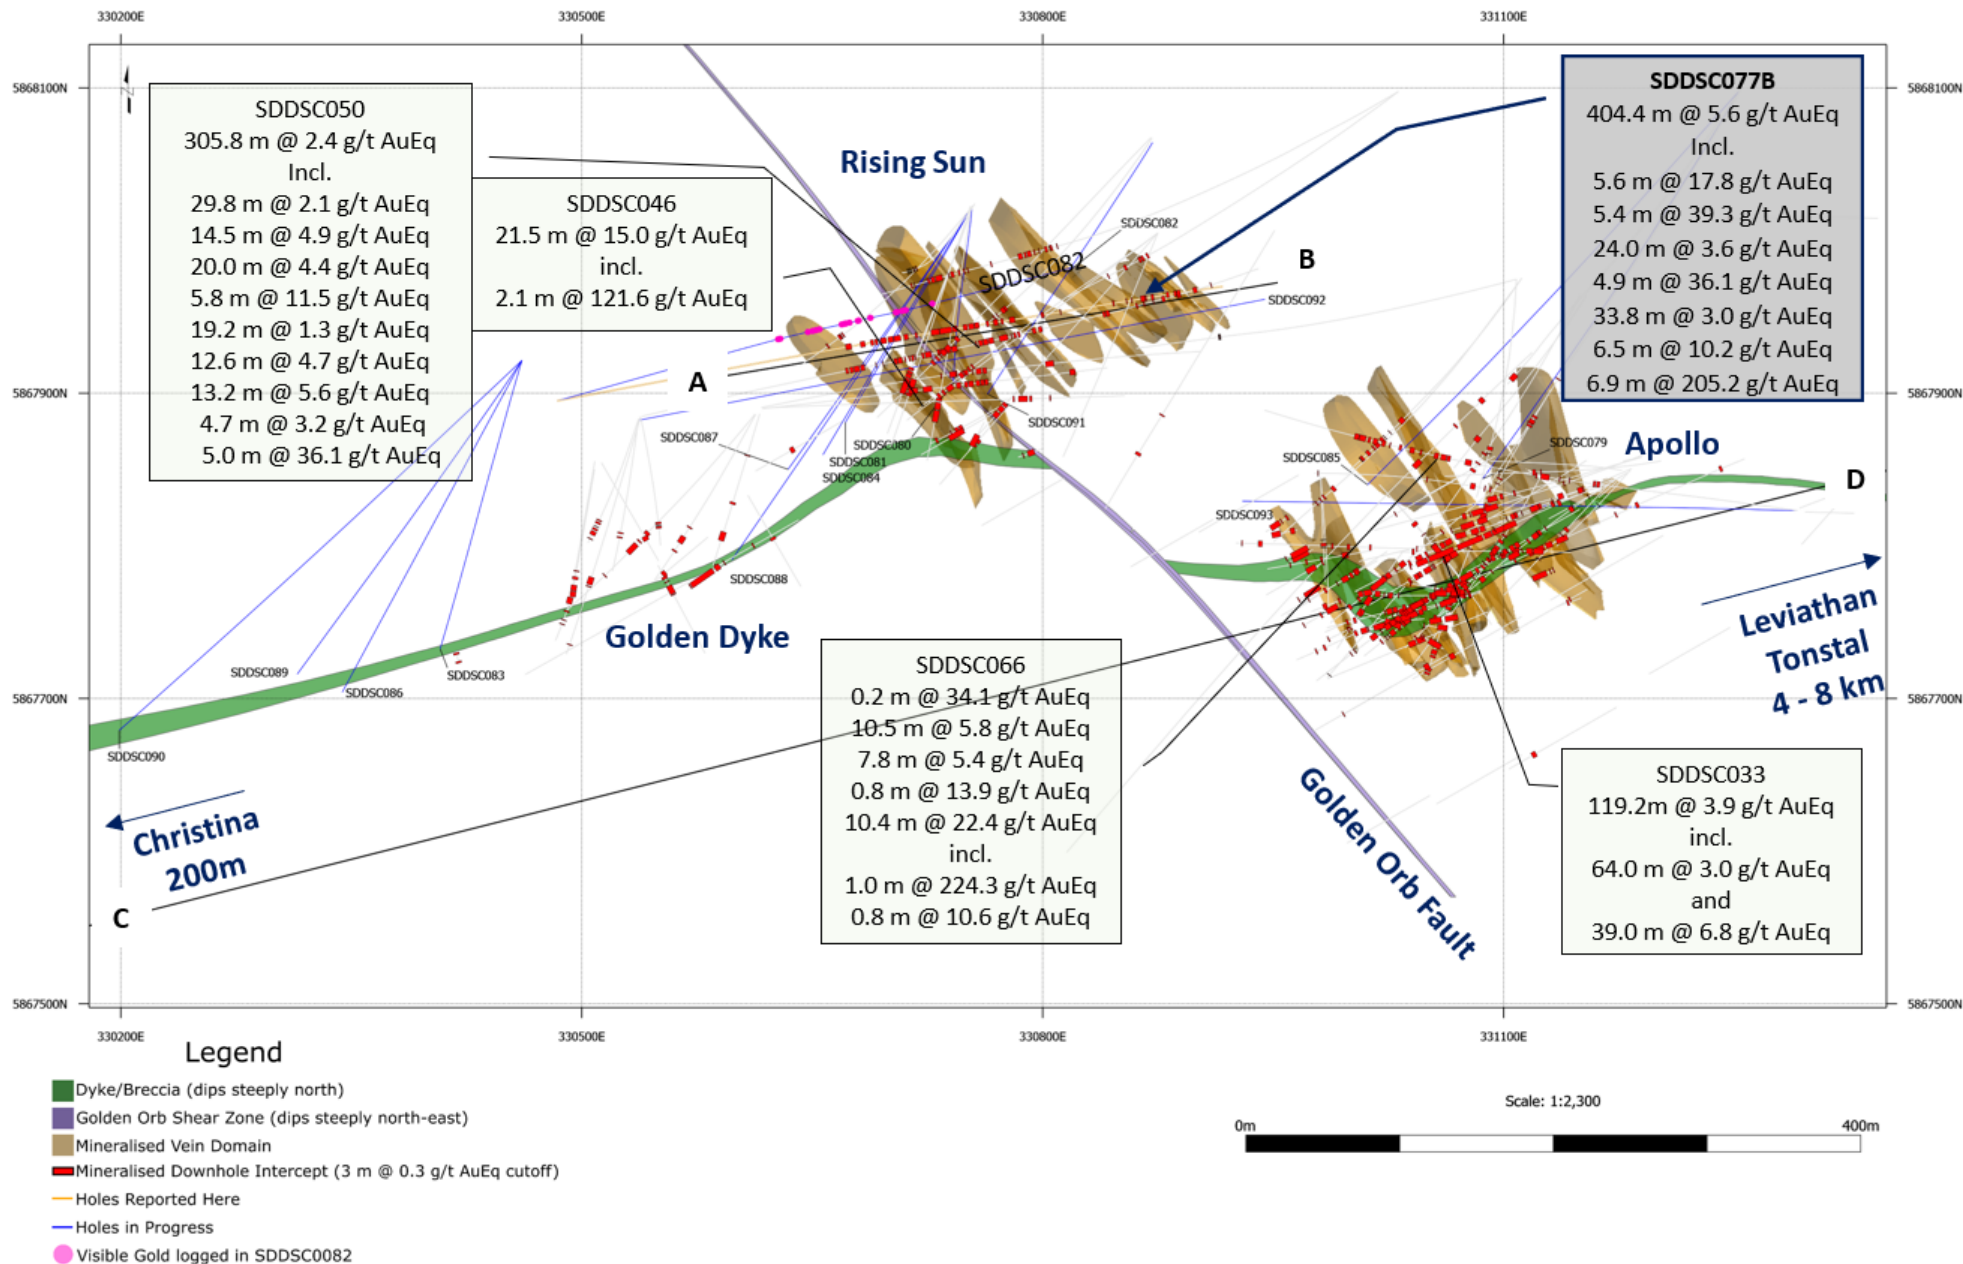 330200E
330500E
330800E
331100E
5868100N
5868100N
SDDSC050
305.8 m @ 2.4 g/t AuEq
Incl.
29.8 m @ 2.1 g/t AuEq
14.5 m @ 4.9 g/t AuEq
20.0 m @ 4.4 g/t AuEq
5.8 m @ 11.5 g/t AuEq
19.2 m @ 1.3 g/t AuEq
12.6 m @ 4.7 g/t AuEq
13.2 m @ 5.6 g/t AuEq
4.7 m @ 3.2 g/t AuEq
5.0 m @ 36.1 g/t AuEq
SDDSC046
21.5 m @ 15.0 g/t AuEq
incl.
2.1 m @ 121.6 g/t AuEq
Rising Sun
SDDSC077B
404.4 m @ 5.6 g/t AuEq
Incl.
5.6 m @ 17.8 g/t AuEq
5.4 m @ 39.3 g/t AuEq
24.0 m @ 3.6 g/t AuEq
4.9 m @ 36.1 g/t AuEq
33.8 m @ 3.0 g/t AuEq
6.5 m @ 10.2 g/t AuEq
6.9 m @ 205.2 g/t AuEq
SDDSC082
SDDSC082
B
SDDSC092
A
5867900N
5867900N
SDDSC091
SDDSC087
SDDSC080
SDDSC081
SDDSC084
SDDSC079
SDDSC085
Apollo
D
SDDSC093
SDDSC088
Golden Dyke
Leviathan
Tonstal
4 - 8 km
SDDSC089
SDDSC086
SDDSC083
5867700N
5867700N
SDDSC090
SDDSC066
0.2 m @ 34.1 g/t AuEq
10.5 m @ 5.8 g/t AuEq
7.8 m @ 5.4 g/t AuEq
0.8 m @ 13.9 g/t AuEq
10.4 m @ 22.4 g/t AuEq
incl.
1.0 m @ 224.3 g/t AuEq
0.8 m @ 10.6 g/t AuEq
Christina
200m
C
Golden Orb Fault
SDDSC033
119.2m @ 3.9 g/t AuEq
incl.
64.0 m @ 3.0 g/t AuEq
and
39.0 m @ 6.8 g/t AuEq
5867500N
5867500N
330200E
330500E
330800E
331100E
Legend
Dyke/Breccia (dips steeply north)
Golden Orb Shear Zone (dips steeply north-east)
Mineralised Vein Domain
Mineralised Downhole Intercept (3 m @ 0.3 g/t AuEq cutoff)
Holes Reported Here
Holes in Progress
Visible Gold logged in SDDSC0082
Scale: 1:2,300
0m
400m